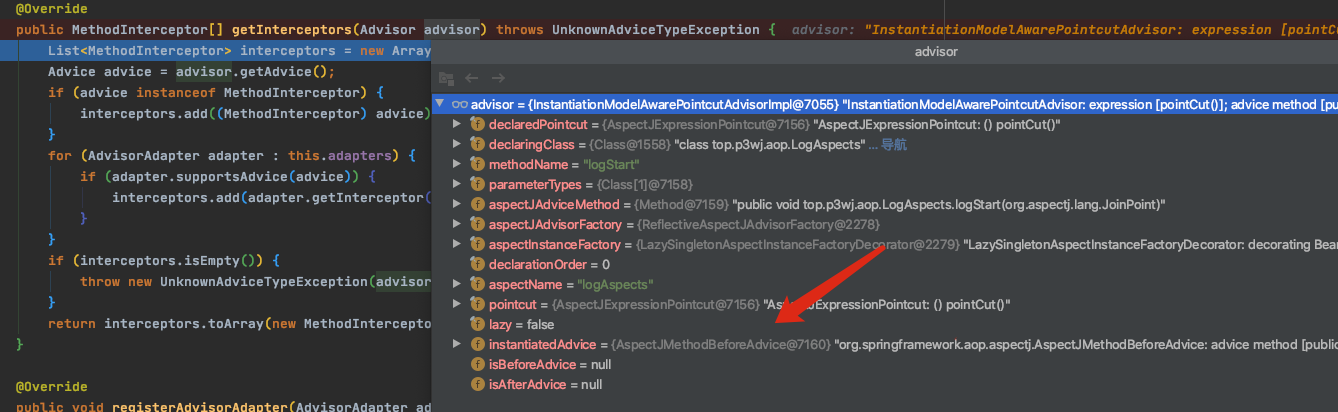 @Override
public MethodInterceptor[] getInterceptors(Advisor advisor) throws UnknownAdviceTypeException {  advisor: "InstantiationModelAwarePointcutAdvisor: expression [pointC
List<MethodInterceptor> interceptors = new Array
Advice advice = advisor.getAdvice();
if (advice instanceof MethodInterceptor) {
interceptors.add((MethodInterceptor) advice)
}
for (AdvisorAdapter adapter : this.adapters) {
if (adapter.supportsAdvice(advice)) {
interceptors.add(adapter.getInterceptor(
}
}
if (interceptors.isEmpty()) {
throw new UnknownAdviceTypeException(advisor
}
return interceptors.toArray(new MethodIntercepto
}
@Override
public void registerAdvisorAdapter(AdvisorAdapter ad
advisor
advisor = {InstantiationModelAwarePointcutAdvisorImpl@7055} "InstantiationModelAwarePointcutAdvisor: expression [pointCut()]; advice method [pu
declaredPointcut = {AspectJExpressionPointcut@7156} "AspectJExpressionPointcut: () pointCut()"
declaringClass = {Class@1558} "class top.p3wj.aop.LogAspects" ... 导航
methodName = "logStart"
parameterTypes = {Class[1]@7158}
aspectJAdviceMethod = {Method@7159} "public void top.p3wj.aop.LogAspects.logStart(org.aspectj.lang.JoinPoint)"
aspectJAdvisorFactory = {ReflectiveAspectJAdvisorFactory@2278}
aspectInstanceFactory = {LazySingletonAspectInstanceFactoryDecorator@2279} "LazySingletonAspectInstanceFactoryDecorator: decorating Bear
declarationOrder = 0
aspectName = "logAspects"
pointcut = {AspectJExpressionPointcut@7156} "AspectJExpressionPointcut: () pointCut()"
lazy = false
instantiatedAdvice = {AspectJMethodBeforeAdvice@7160} "org.springframework.aop.aspectj.AspectJMethodBeforeAdvice: advice method [public
isBeforeAdvice = null
isAfterAdvice = null